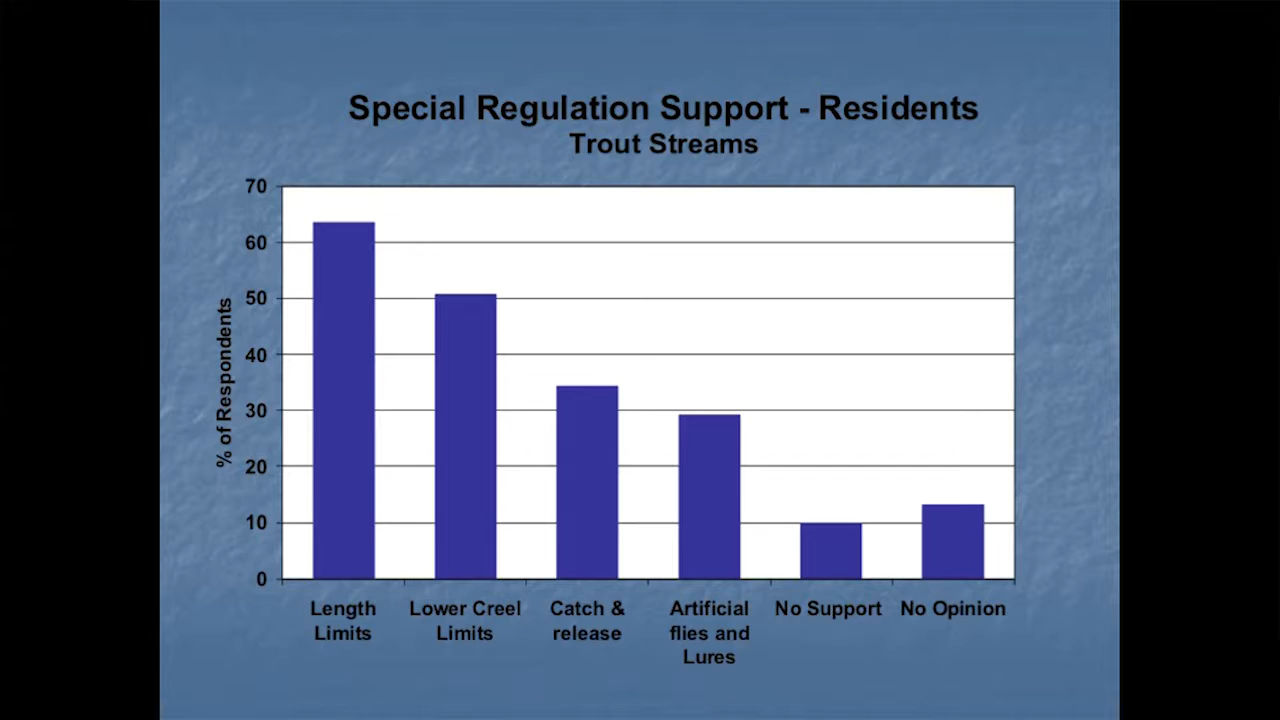 Special Regulation Support - Residents
Trout Streams
% of Respondents
70
60
50
40
30
20
10
0
Length
Limits
Lower Creel
Limits
Catch &
release
Artificial
flies and
Lures
No Support
No Opinion